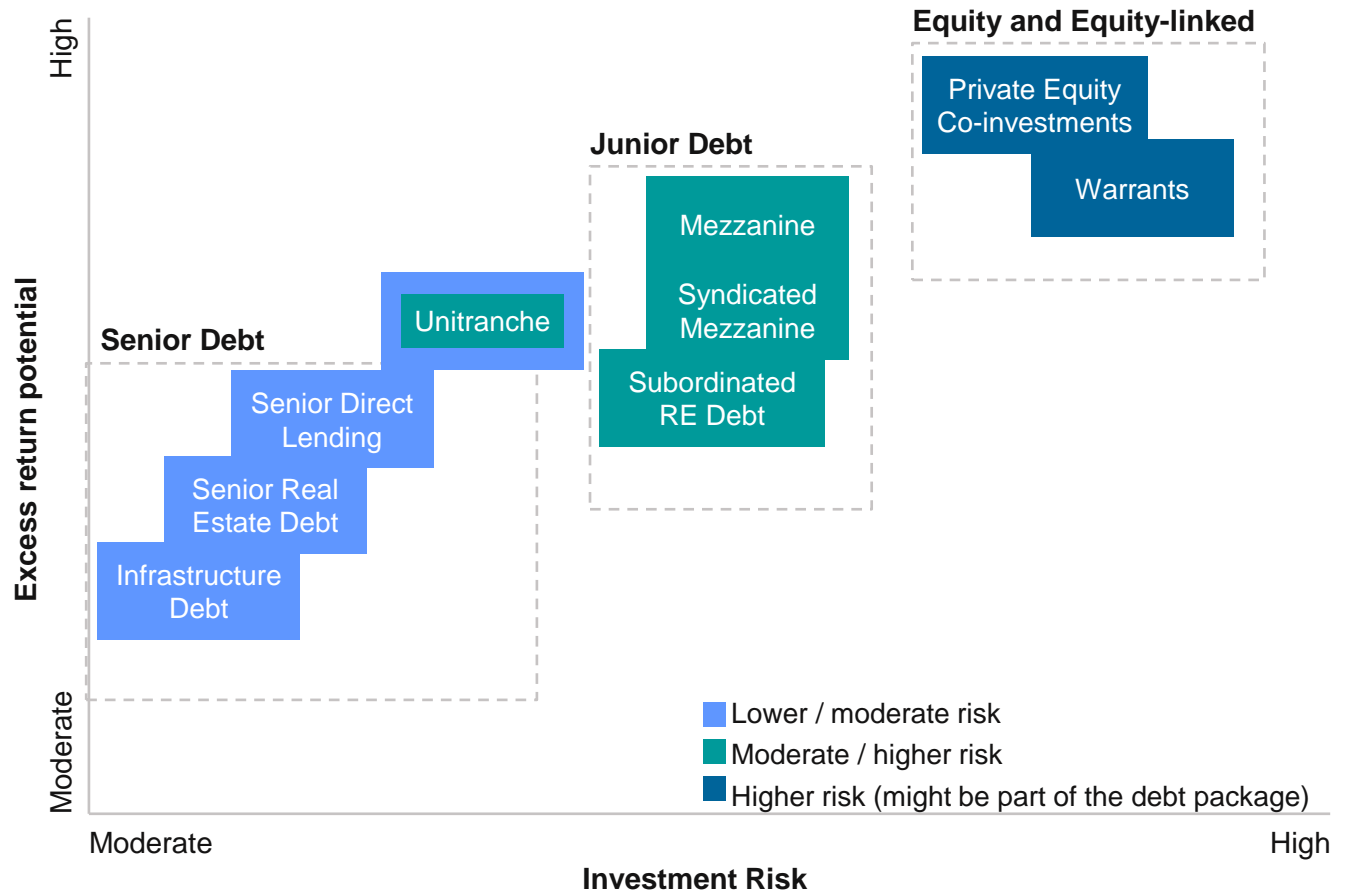 Equity and Equity-linked
High
Private Equity
Co-investments
Warrants
Junior Debt
Mezzanine
Syndicated
Mezzanine
Subordinated
RE Debt
Unitranche
Senior Debt
Senior Direct
Lending
Senior Real
Estate Debt
Infrastructure
Debt
Excess return potential
Moderate
Lower / moderate risk
Moderate / higher risk
Higher risk (might be part of the debt package)
Moderate
High
Investment Risk